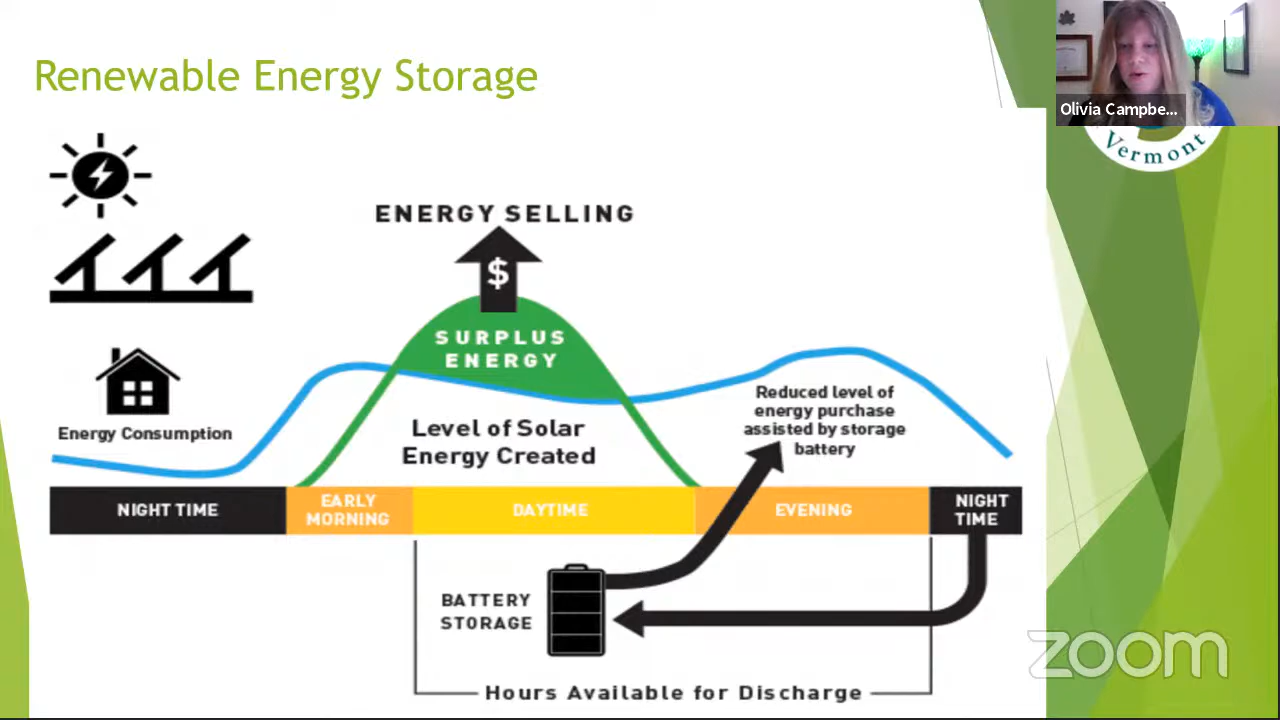 Renewable Energy Storage
Olivia Campbe...
Vermont
ENERGY SELLING
$
SURPLUS
ENERGY
Energy Consumption
Level of Solar
Energy Created
Reduced level of
energy purchase
assisted by storage
battery
NIGHT TIME
EARLY
MORNING
DAYTIME
EVENING
NIGHT
TIME
BATTERY
STORAGE
Hours Available for Discharge
zoom